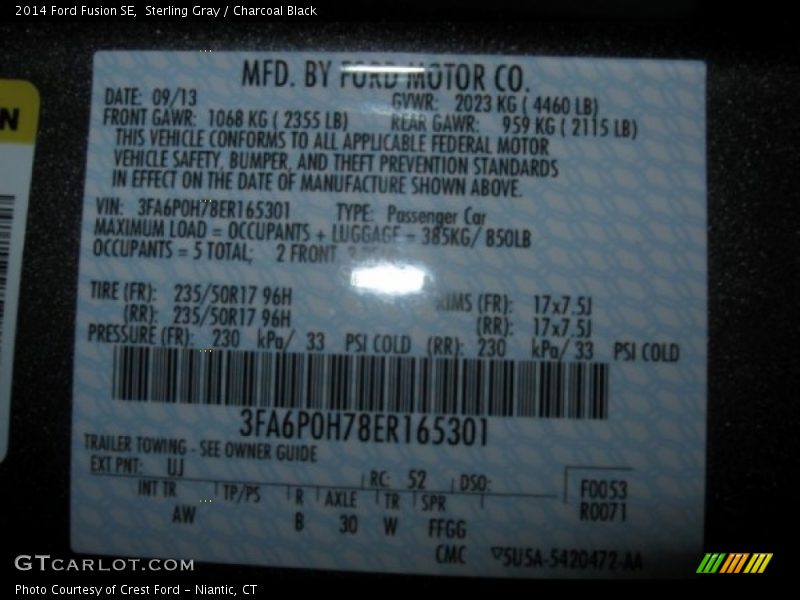 2014 Ford Fusion SE, Sterling Gray / Charcoal Black
MFD. BY FORD MOTOR CO.
DATE: 09/13 GVWR: 2023 KG ( 4460 LB)
FRONT GAWR: 1068 KG ( 2355 LB) REAR GAWR: 959 KG ( 2115 LB)
THIS VEHICLE CONFORMS TO ALL APPLICABLE FEDERAL MOTOR
VEHICLE SAFETY, BUMPER, AND THEFT PREVENTION STANDARDS
IN EFFECT ON THE DATE OF MANUFACTURE SHOWN ABOVE.
VIN: 3FA6P0H78ER165301 TYPE: Passenger Car
MAXIMUM LOAD = OCCUPANTS + LUGGAGE = 385KG/ 850LB
OCCUPANTS = 5 TOTAL; 2 FRONT
TIRE (FR): 235/50R17 96H RIMS (FR): 17x7.5J
(RR): 235/50R17 96H (RR): 17x7.5J
PRESSURE (FR): 230 kPa/ 33 PSI COLD (RR): 230 kPa/ 33 PSI COLD
3FA6P0H78ER165301
TRAILER TOWING - SEE OWNER GUIDE
EXT PNT: UJ RC: 52 DSO: F0053
INT TR TP/PS R AXLE TR SPR R0071
AW B 30 W FFGG
CMC ▽5U5A-5420472-AA
N
GTCARLOT.COM
Photo Courtesy of Crest Ford - Niantic, CT